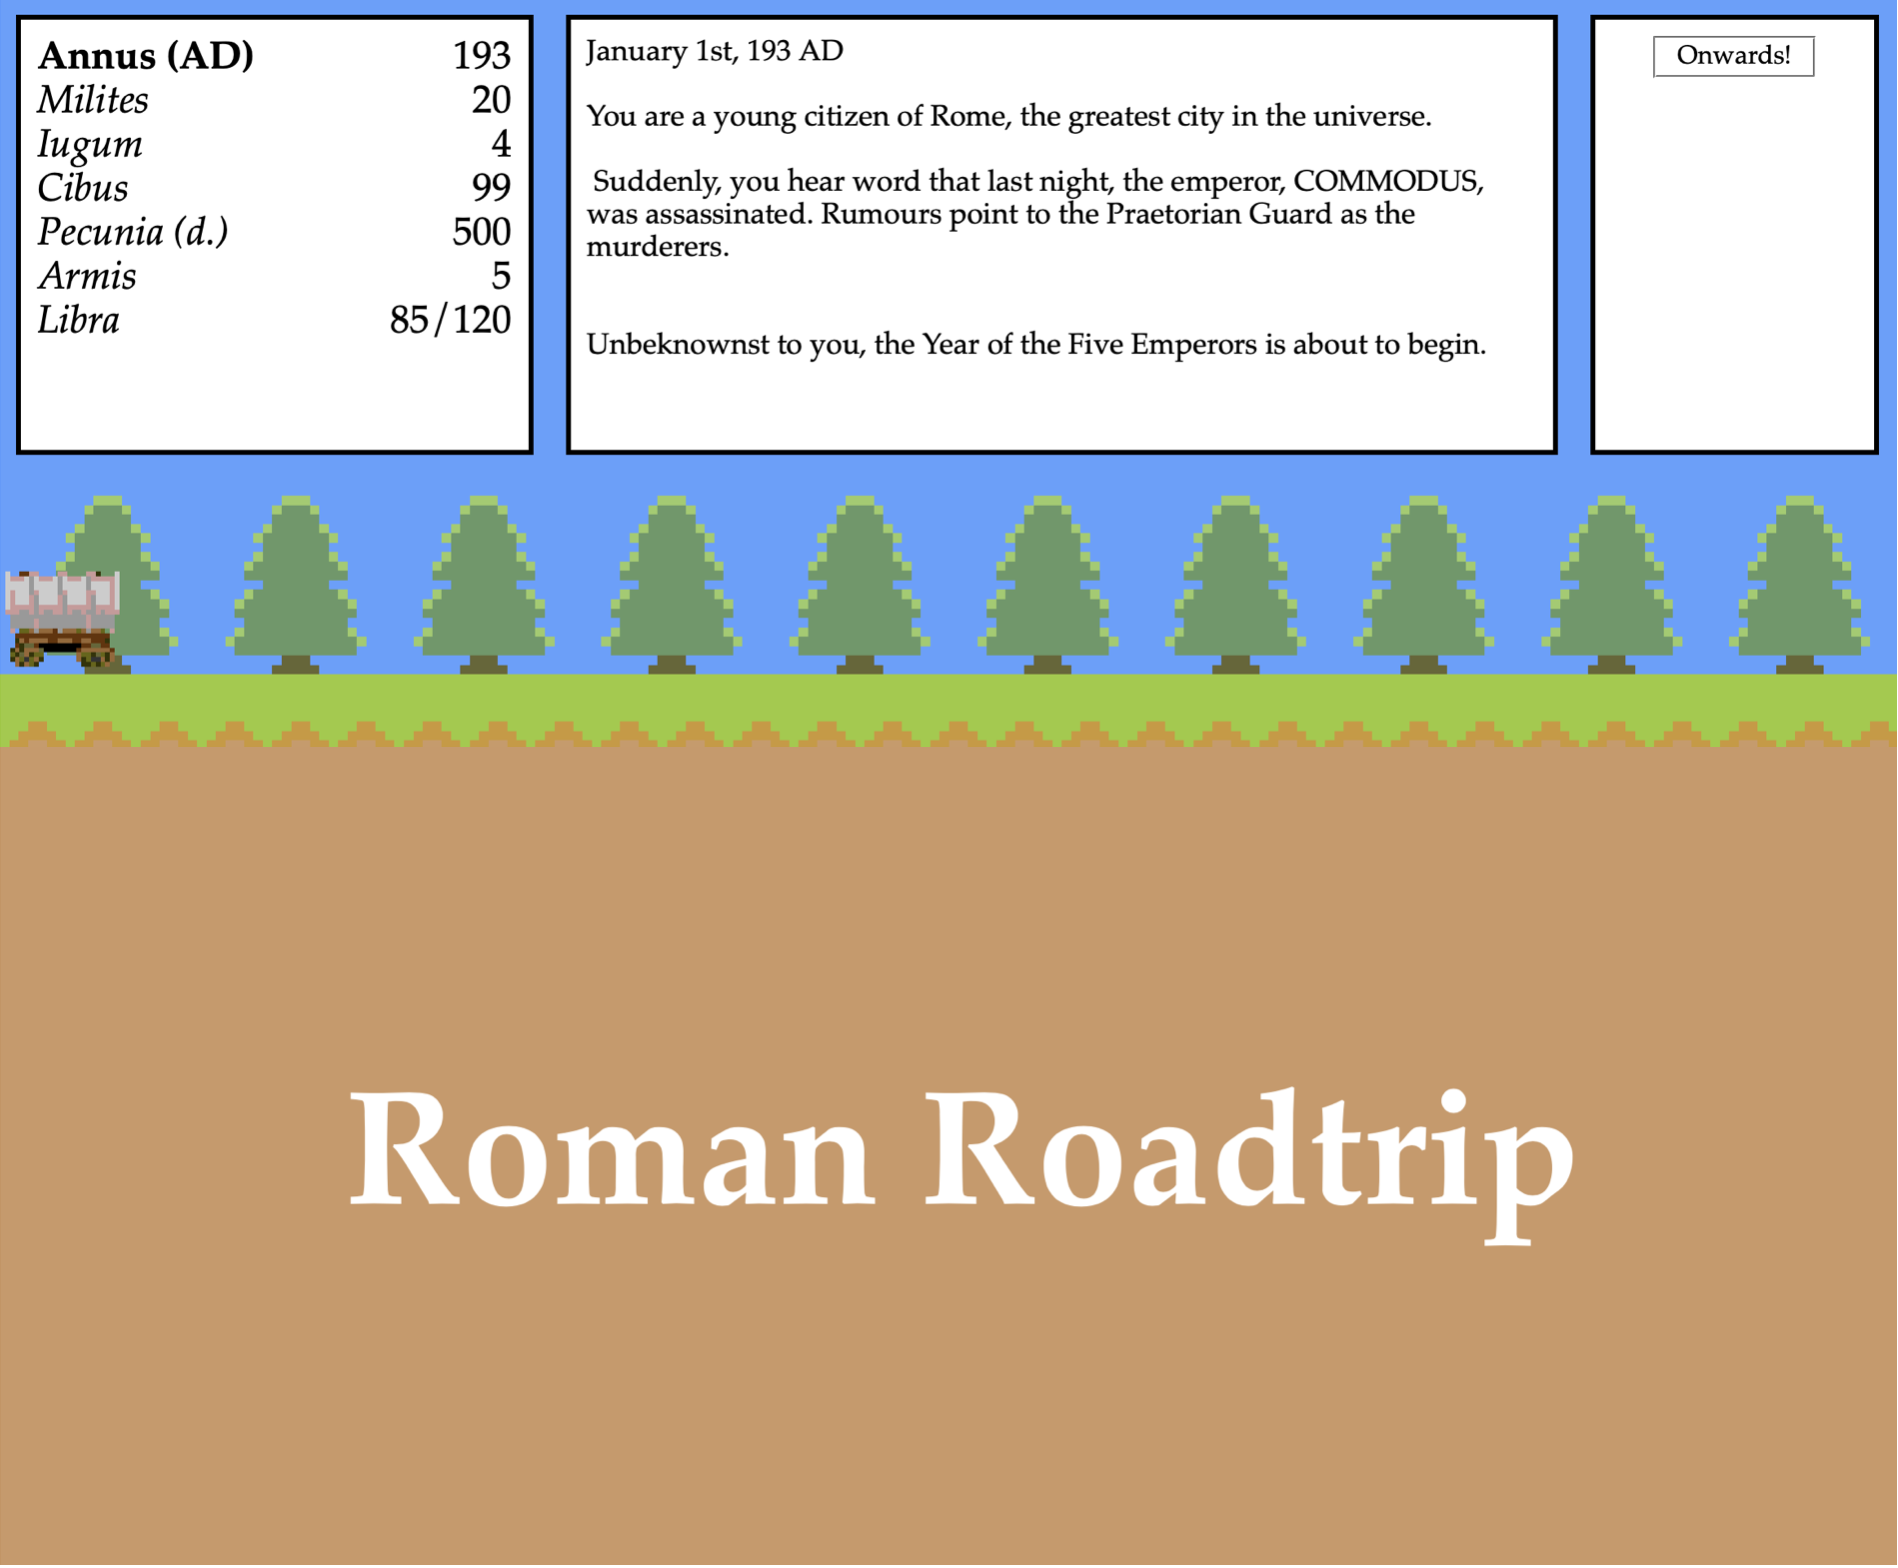 Annus (AD) 193
Milites 20
Iugum 4
Cibus 99
Pecunia (d.) 500
Armis 5
Libra 85/120
January 1st, 193 AD
You are a young citizen of Rome, the greatest city in the universe.
Suddenly, you hear word that last night, the emperor, COMMODUS,
was assassinated. Rumours point to the Praetorian Guard as the
murderers.
Unbeknownst to you, the Year of the Five Emperors is about to begin.
Onwards!
Roman Roadtrip